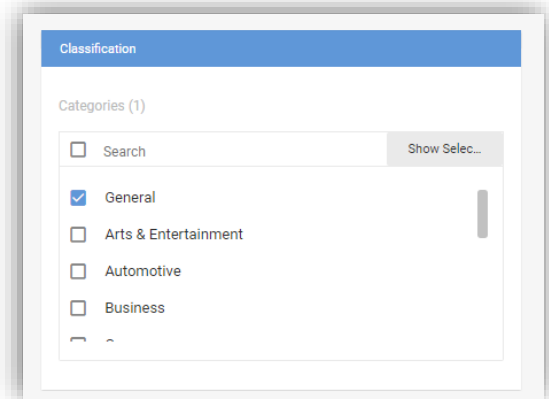 Classification
Categories (1)
Search Show Selec...
General
Arts & Entertainment
Automotive
Business